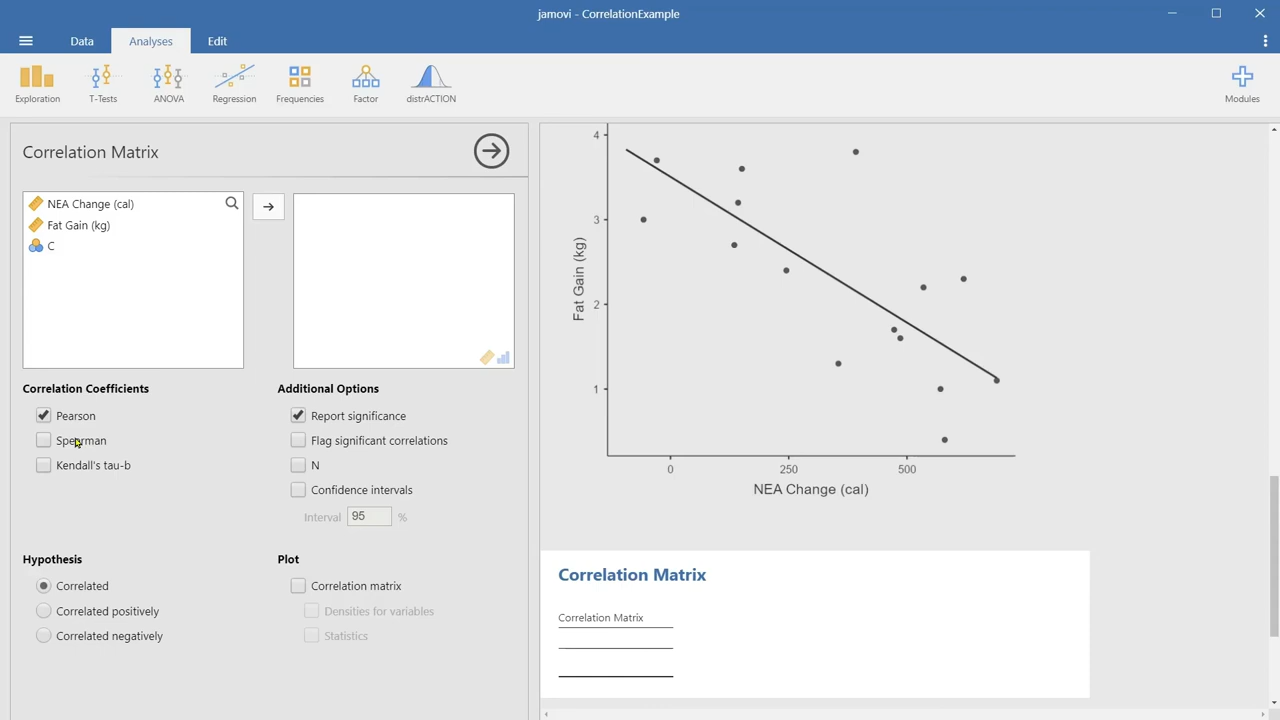 jamovi - CorrelationExample
Data Analyses Edit
Exploration T-Tests ANOVA Regression Frequencies Factor distrACTION Modules
Correlation Matrix
NEA Change (cal)
Fat Gain (kg)
C
Correlation Coefficients
Pearson
Spearman
Kendall's tau-b
Additional Options
Report significance
Flag significant correlations
N
Confidence intervals
Interval 95 %
Hypothesis
Correlated
Correlated positively
Correlated negatively
Plot
Correlation matrix
Densities for variables
Statistics
4
3
2
1
Fat Gain (kg)
0 250 500
NEA Change (cal)
Correlation Matrix
Correlation Matrix